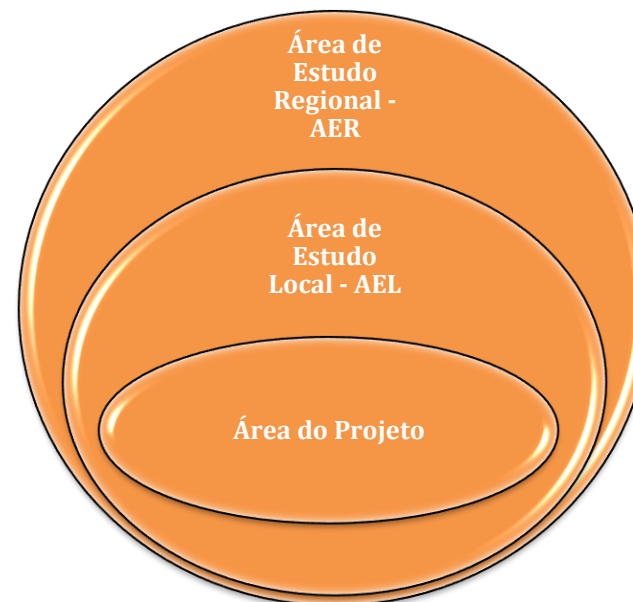 Área de
Estudo
Regional -
AER
Área de
Estudo
Local - AEL
Área do Projeto